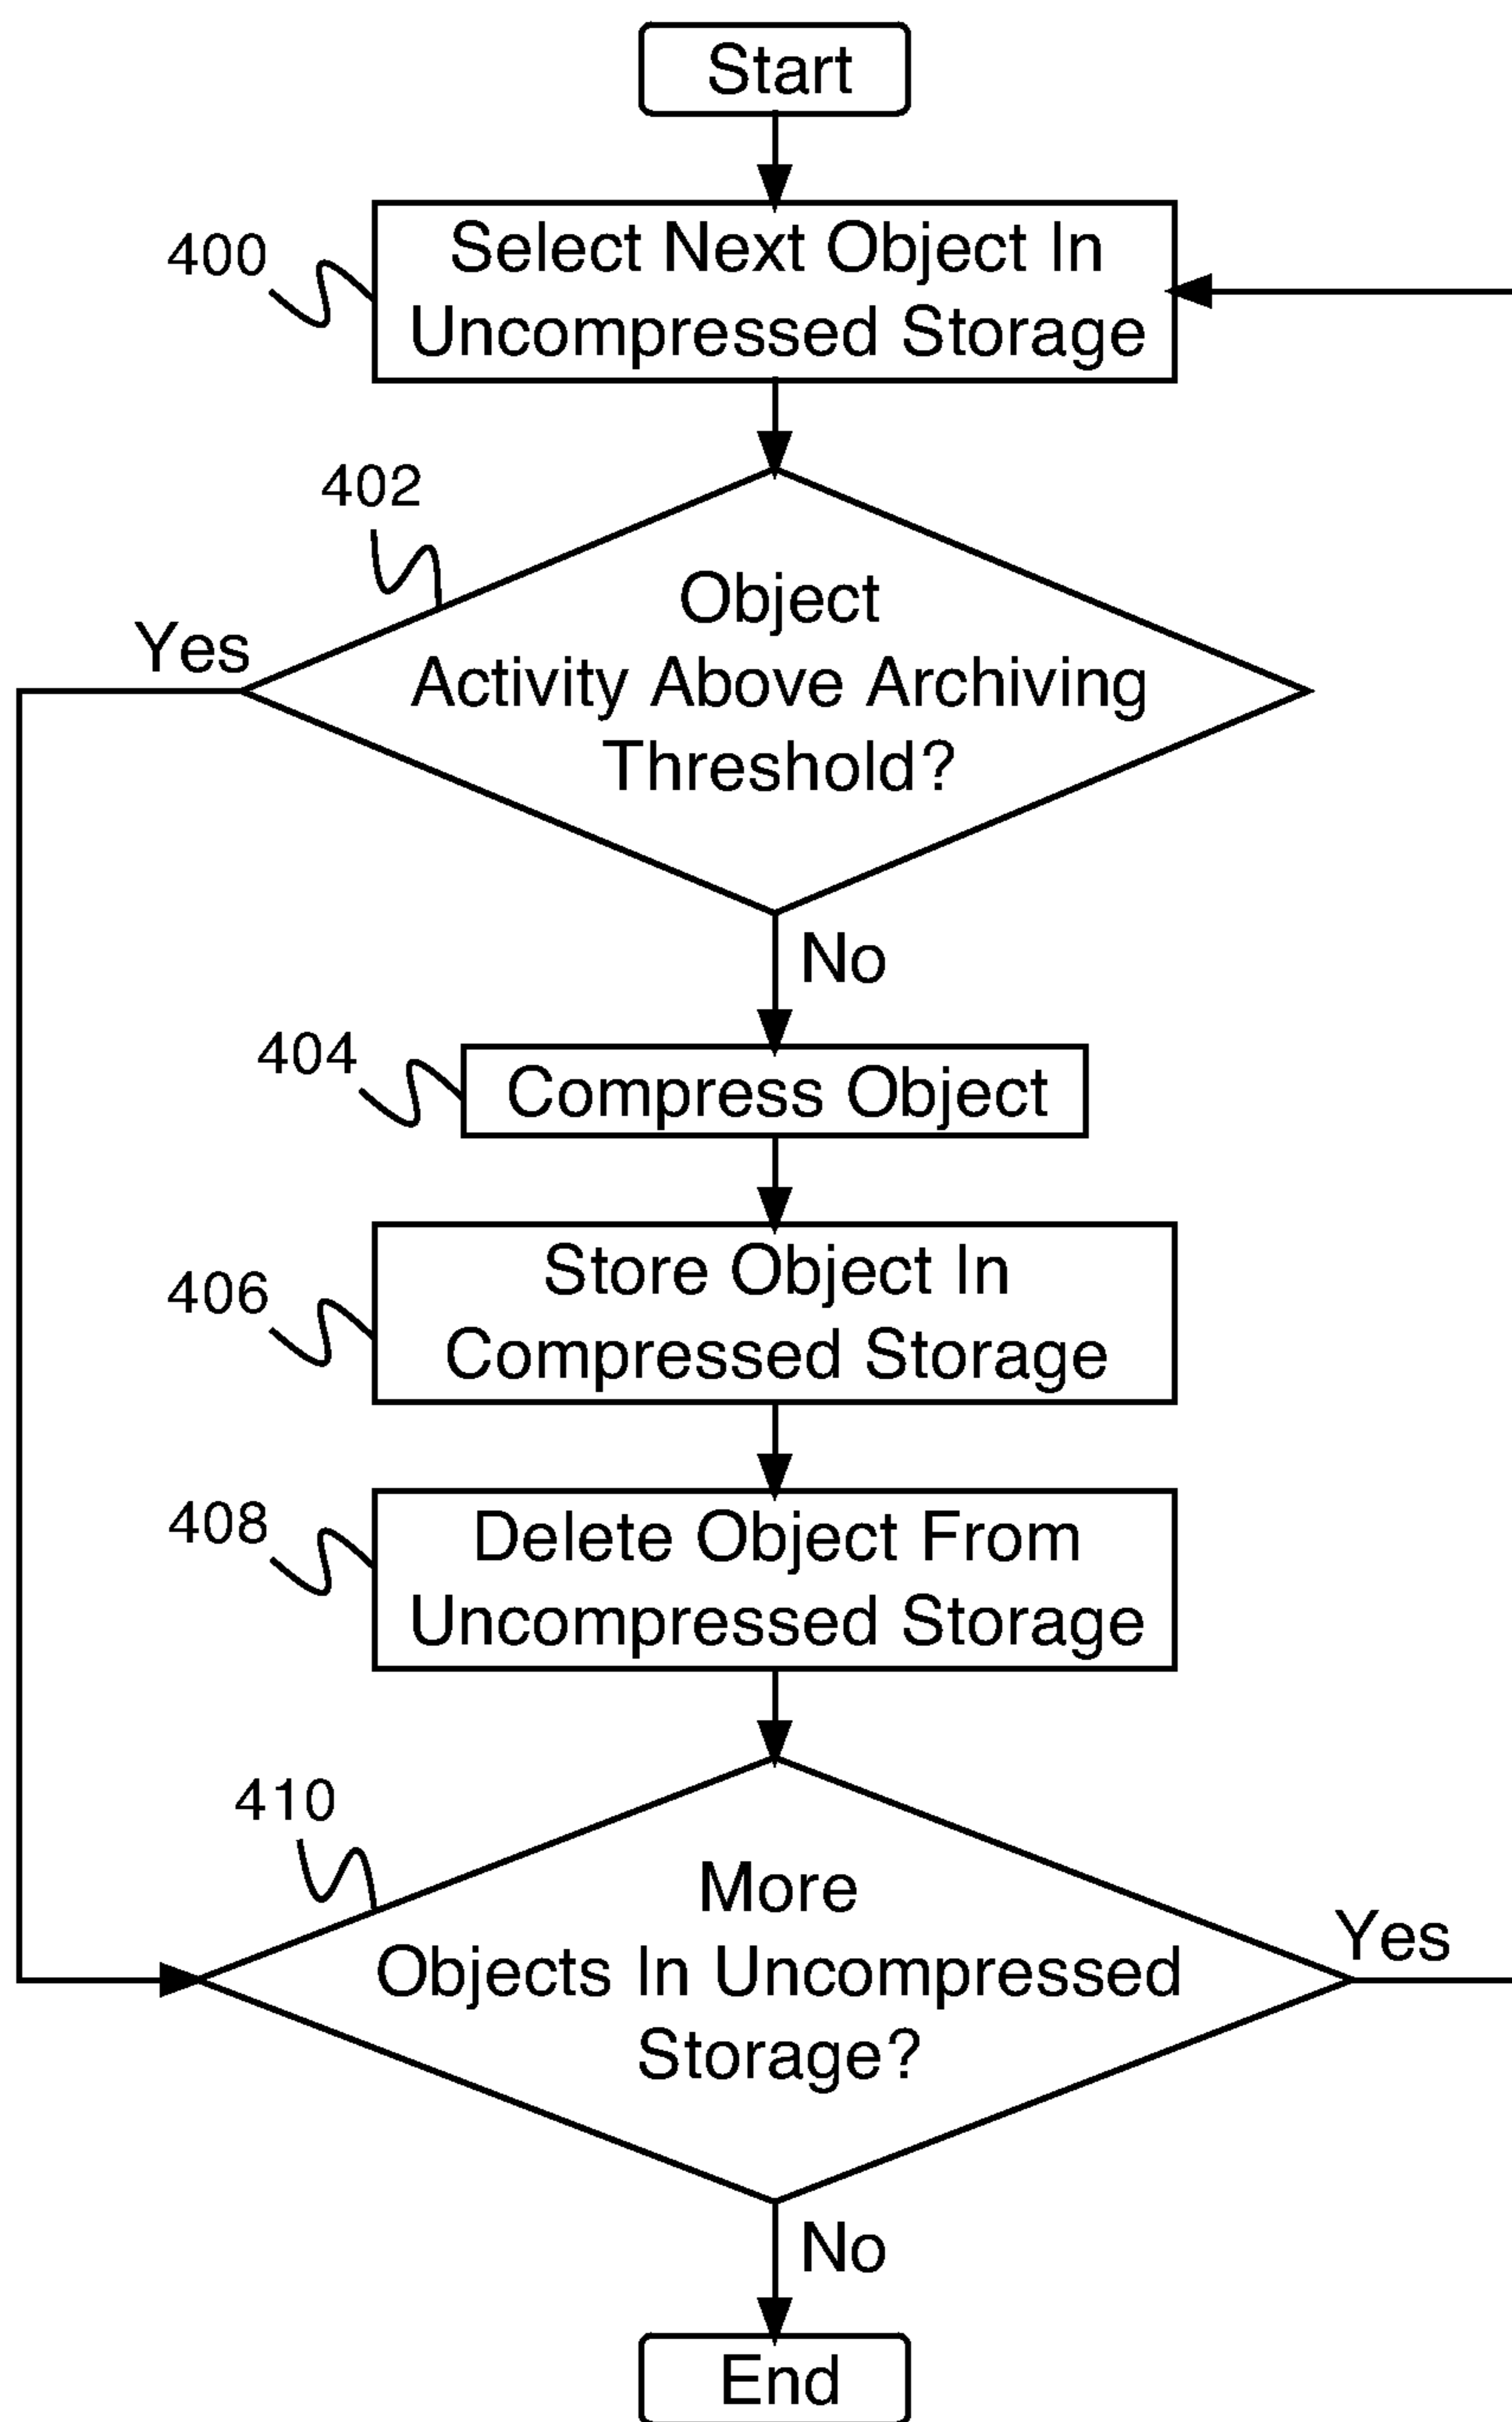 Start
400
Select Next Object In
Uncompressed Storage
402
Yes
Object
Activity Above Archiving
Threshold?
No
404
Compress Object
406
Store Object In
Compressed Storage
408
Delete Object From
Uncompressed Storage
410
More
Objects In Uncompressed
Storage?
Yes
No
End